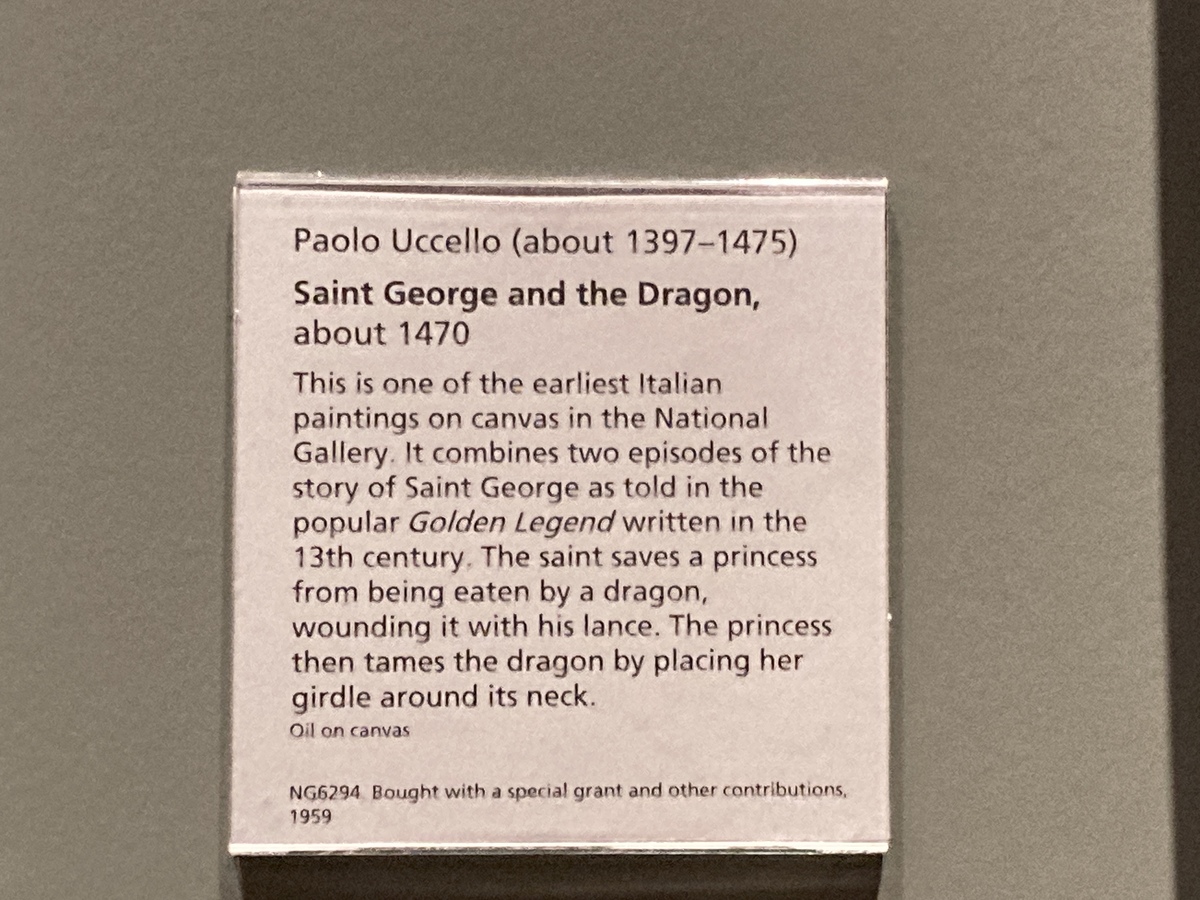 Paolo Uccello (about 1397–1475)
Saint George and the Dragon,
about 1470
This is one of the earliest Italian
paintings on canvas in the National
Gallery. It combines two episodes of the
story of Saint George as told in the
popular Golden Legend written in the
13th century. The saint saves a princess
from being eaten by a dragon,
wounding it with his lance. The princess
then tames the dragon by placing her
girdle around its neck.
Oil on canvas
NG6294 Bought with a special grant and other contributions,
1959